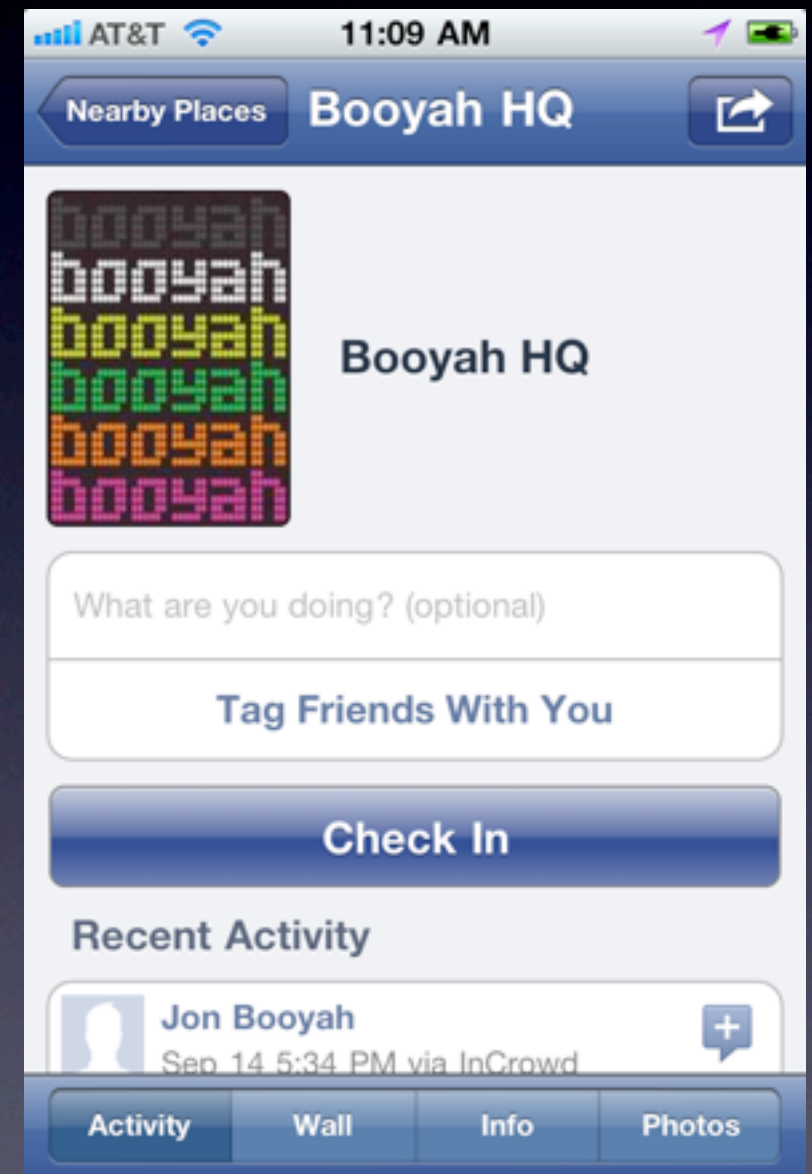 AT&T 11:09 AM
Nearby Places Booyah HQ
booyah
booyah
booyah
booyah
booyah
booyah
Booyah HQ
What are you doing? (optional)
Tag Friends With You
Check In
Recent Activity
Jon Booyah
Sep 14 5:34 PM via InCrowd
Activity Wall Info Photos